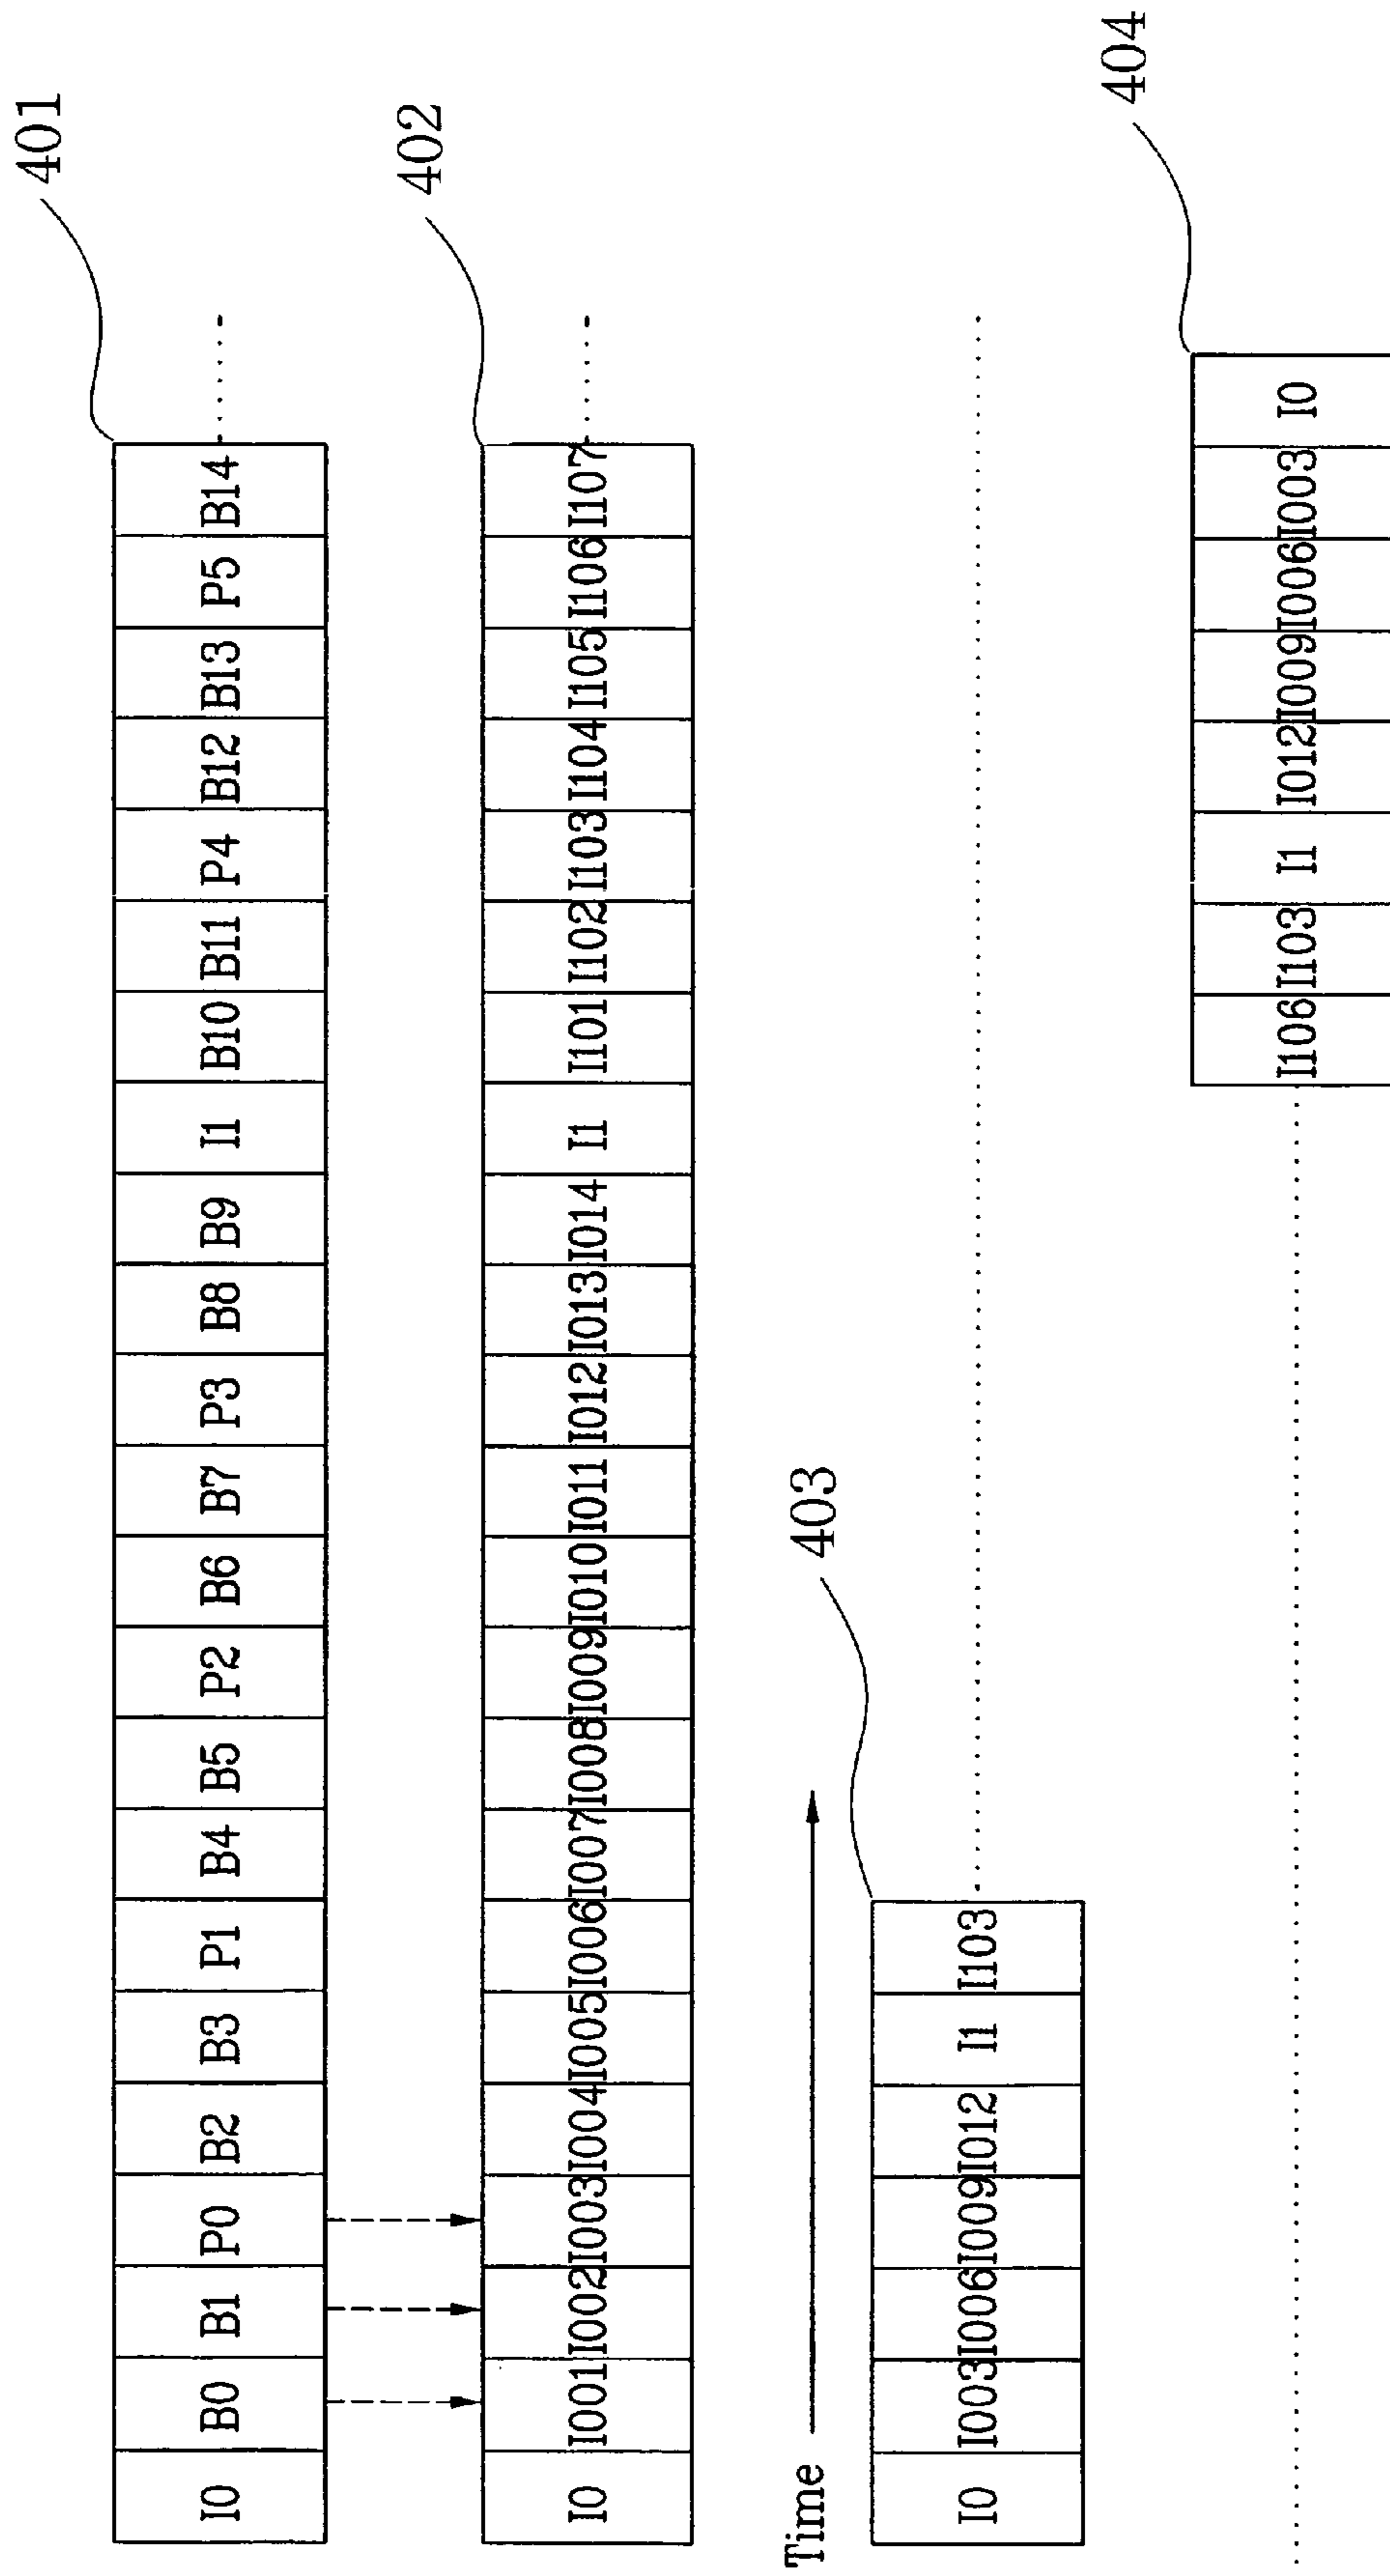 401
I0 B0 B1 P0 B2 B3 P1 B4 B5 P2 B6 B7 P3 B8 B9 I1 B10 B11 P4 B12 B13 P5 B14
402
I0 I001 I002 I003 I004 I005 I006 I007 I008 I009 I010 I011 I012 I013 I014 I1 I101 I102 I103 I104 I105 I106 I107
Time
403
I0 I003 I006 I009 I012 I1 I103
404
I106 I103 I1 I012 I009 I006 I003 I0